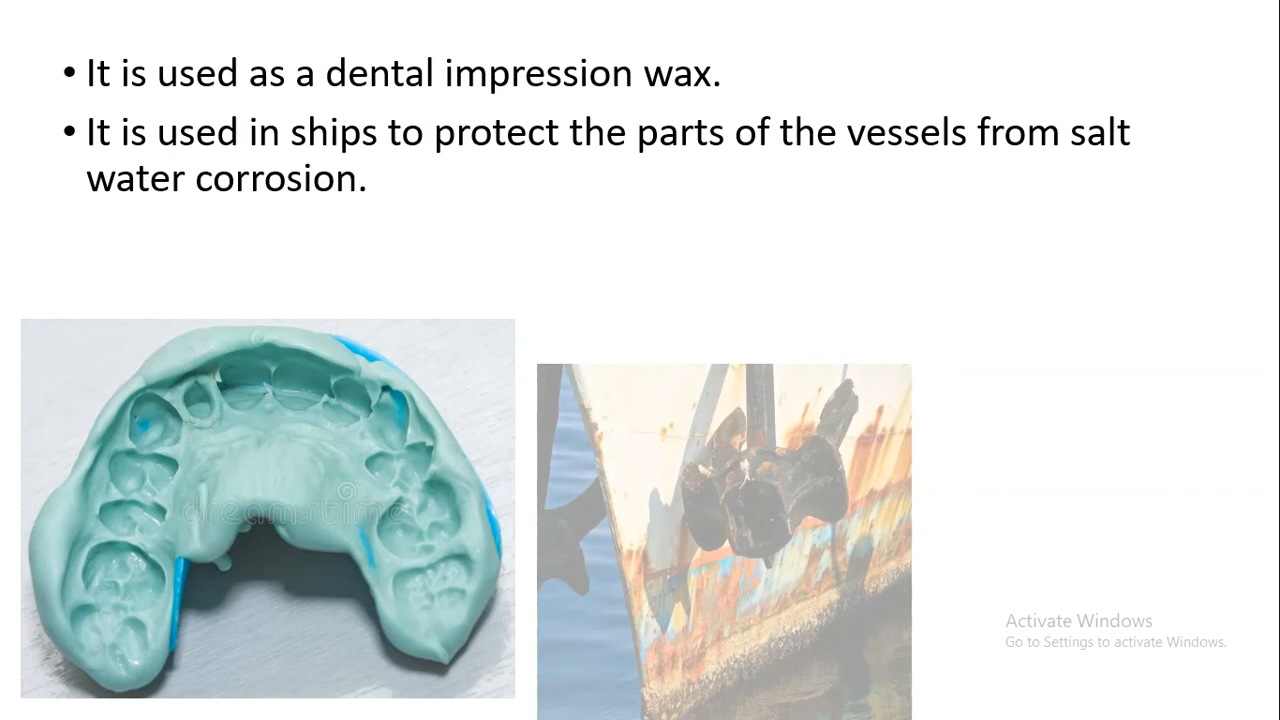 • It is used as a dental impression wax.
• It is used in ships to protect the parts of the vessels from salt
water corrosion.
dreamstime
Activate Windows
Go to Settings to activate Windows.